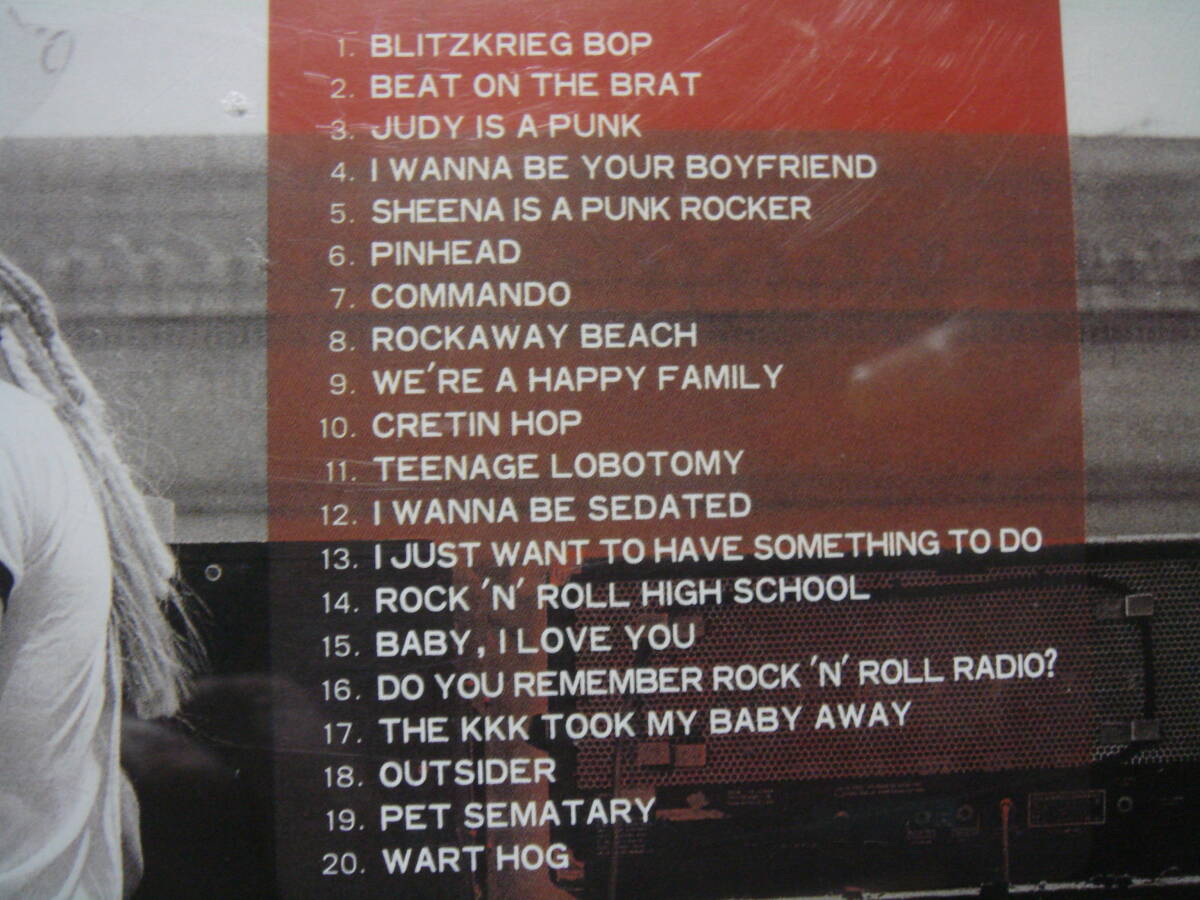 1. BLITZKRIEG BOP
2. BEAT ON THE BRAT
3. JUDY IS A PUNK
4. I WANNA BE YOUR BOYFRIEND
5. SHEENA IS A PUNK ROCKER
6. PINHEAD
7. COMMANDO
8. ROCKAWAY BEACH
9. WE'RE A HAPPY FAMILY
10. CRETIN HOP
11. TEENAGE LOBOTOMY
12. I WANNA BE SEDATED
13. I JUST WANT TO HAVE SOMETHING TO DO
14. ROCK 'N' ROLL HIGH SCHOOL
15. BABY, I LOVE YOU
16. DO YOU REMEMBER ROCK 'N' ROLL RADIO?
17. THE KKK TOOK MY BABY AWAY
18. OUTSIDER
19. PET SEMATARY
20. WART HOG